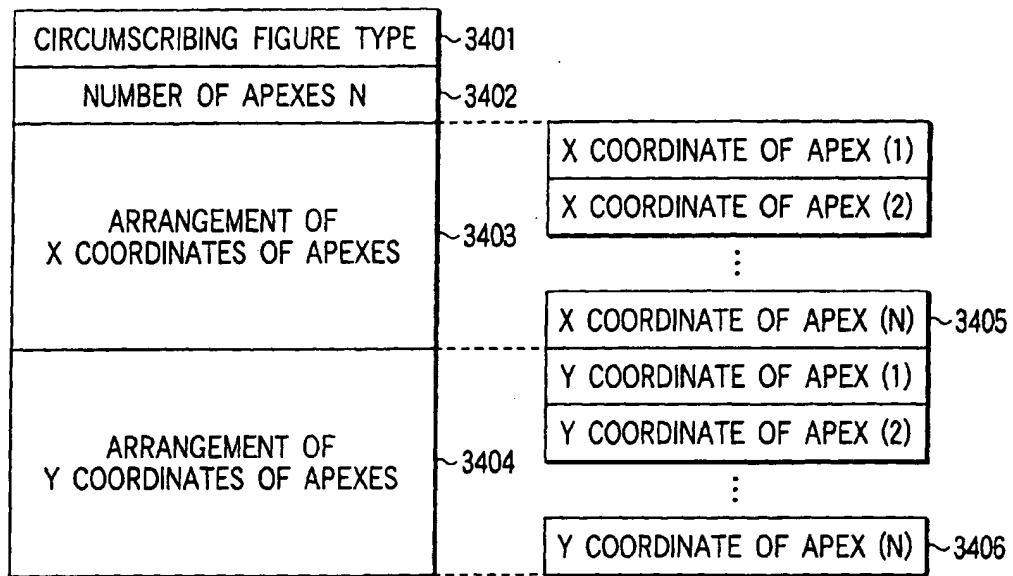 CIRCUMSCRIBING FIGURE TYPE ~3401
NUMBER OF APEXES N ~3402
ARRANGEMENT OF
X COORDINATES OF APEXES ~3403
ARRANGEMENT OF
Y COORDINATES OF APEXES ~3404
X COORDINATE OF APEX (1)
X COORDINATE OF APEX (2)
⋮
X COORDINATE OF APEX (N) ~3405
Y COORDINATE OF APEX (1)
Y COORDINATE OF APEX (2)
⋮
Y COORDINATE OF APEX (N) ~3406